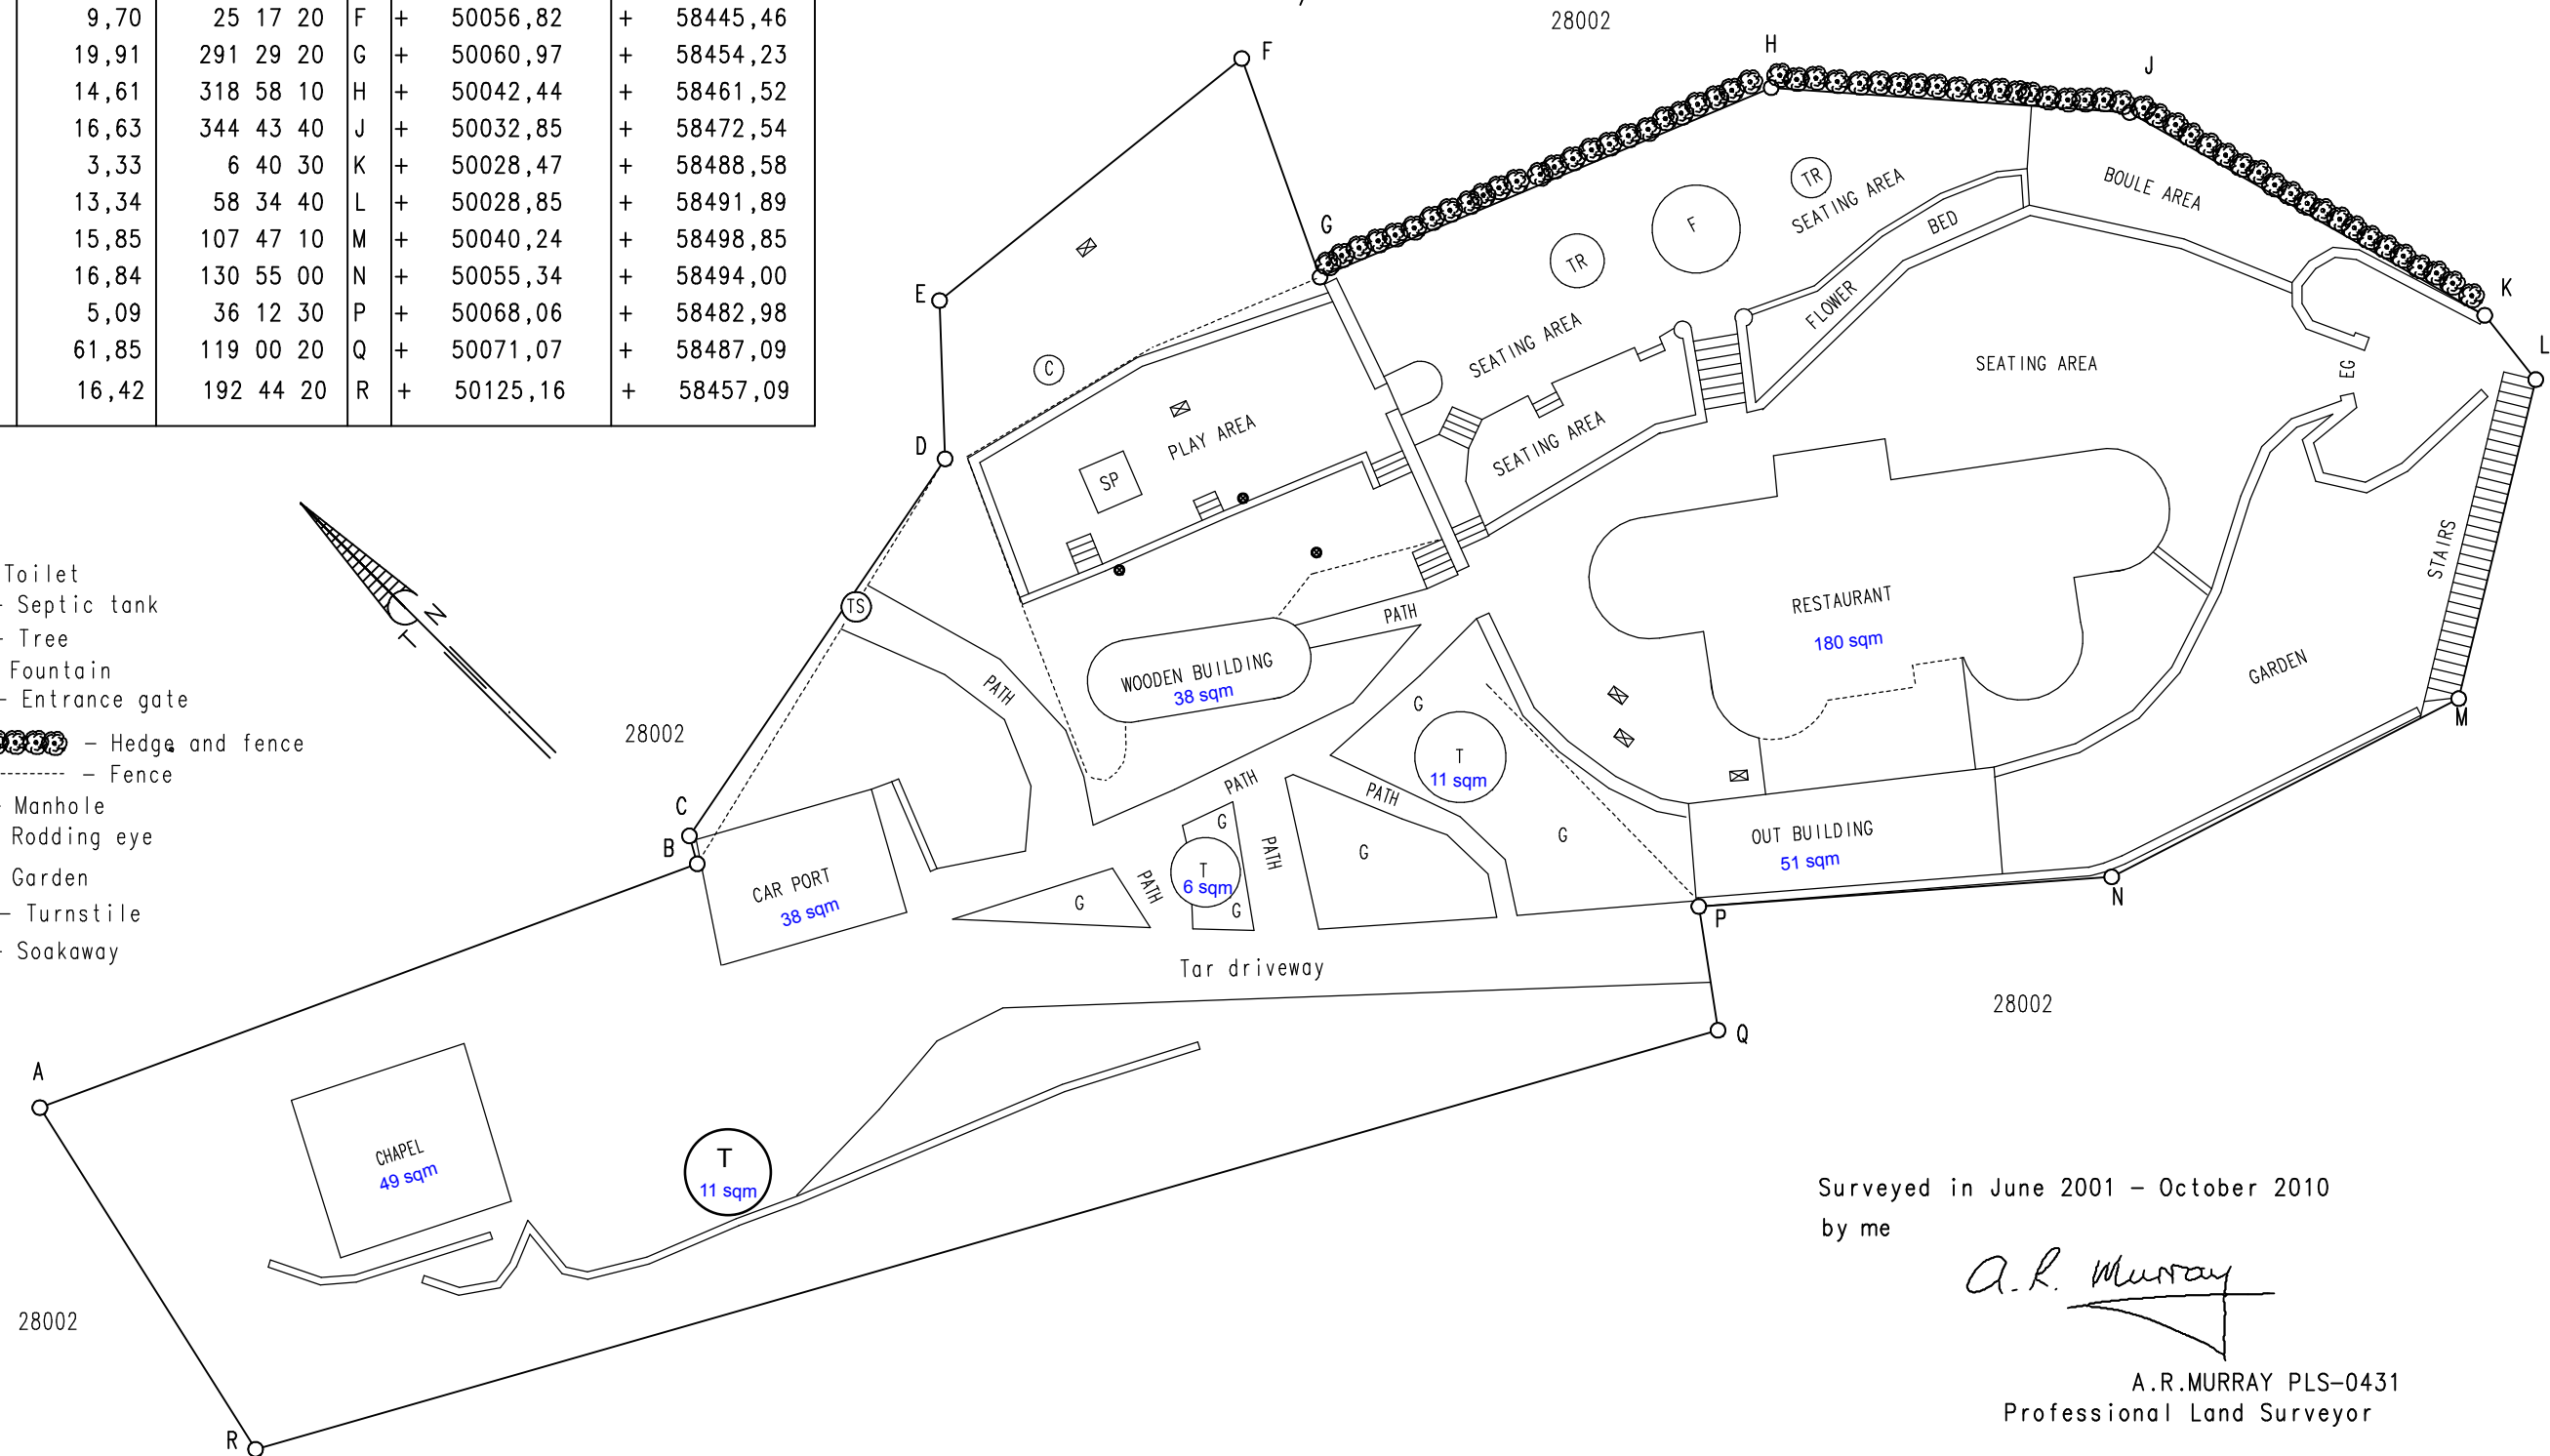 28002
9,70 25 17 20 F + 50056,82 + 58445,46
19,91 291 29 20 G + 50060,97 + 58454,23
14,61 318 58 10 H + 50042,44 + 58461,52
16,63 344 43 40 J + 50032,85 + 58472,54
3,33 6 40 30 K + 50028,47 + 58488,58
13,34 58 34 40 L + 50028,85 + 58491,89
15,85 107 47 10 M + 50040,24 + 58498,85
16,84 130 55 00 N + 50055,34 + 58494,00
5,09 36 12 30 P + 50068,06 + 58482,98
61,85 119 00 20 Q + 50071,07 + 58487,09
16,42 192 44 20 R + 50125,16 + 58457,09
F
H
J
G
E
K
L
D
TR
SEATING AREA
F
TR
BED
BOULE AREA
FLOWER
SEATING AREA
SEATING AREA
SEATING AREA
EG
C
PLAY AREA
SP
N
T
Toilet
- Septic tank
- Tree
Fountain
- Entrance gate
- Hedge and fence
- Fence
- Manhole
Rodding eye
Garden
- Turnstile
- Soakaway
TS
PATH
PATH
WOODEN BUILDING
38 sqm
RESTAURANT
180 sqm
STAIRS
GARDEN
M
28002
C
B
G
T
11 sqm
PATH
PATH
G
G
G
T
6 sqm
G
PATH
PATH
G
CAR PORT
38 sqm
OUT BUILDING
51 sqm
N
P
Tar driveway
Q
28002
A
CHAPEL
49 sqm
T
11 sqm
28002
R
Surveyed in June 2001 - October 2010
by me
A.R. Murray
A.R.MURRAY PLS-0431
Professional Land Surveyor